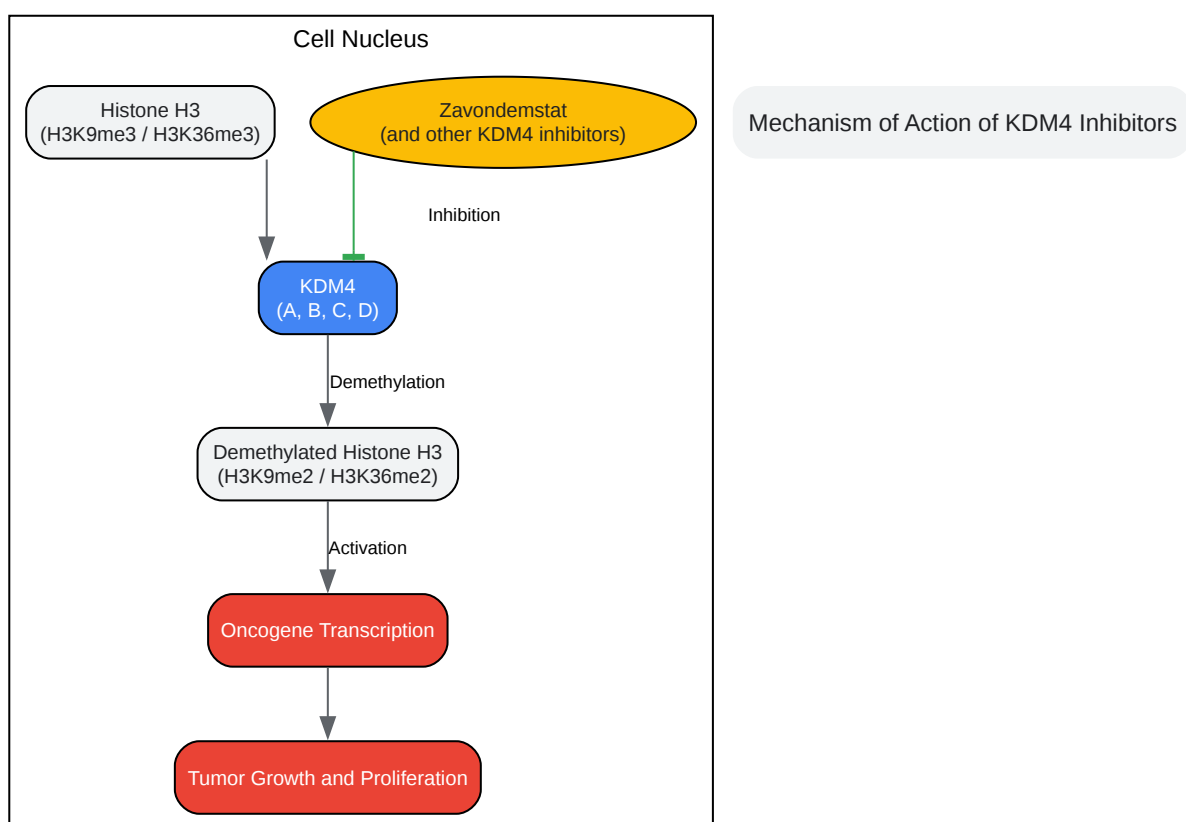 Cell Nucleus
Histone H3
(H3K9me3 / H3K36me3)
Zavondemstat
(and other KDM4 inhibitors)
Mechanism of Action of KDM4 Inhibitors
Inhibition
KDM4
(A, B, C, D)
Demethylation
Demethylated Histone H3
(H3K9me2 / H3K36me2)
Activation
Oncogene Transcription
Tumor Growth and Proliferation